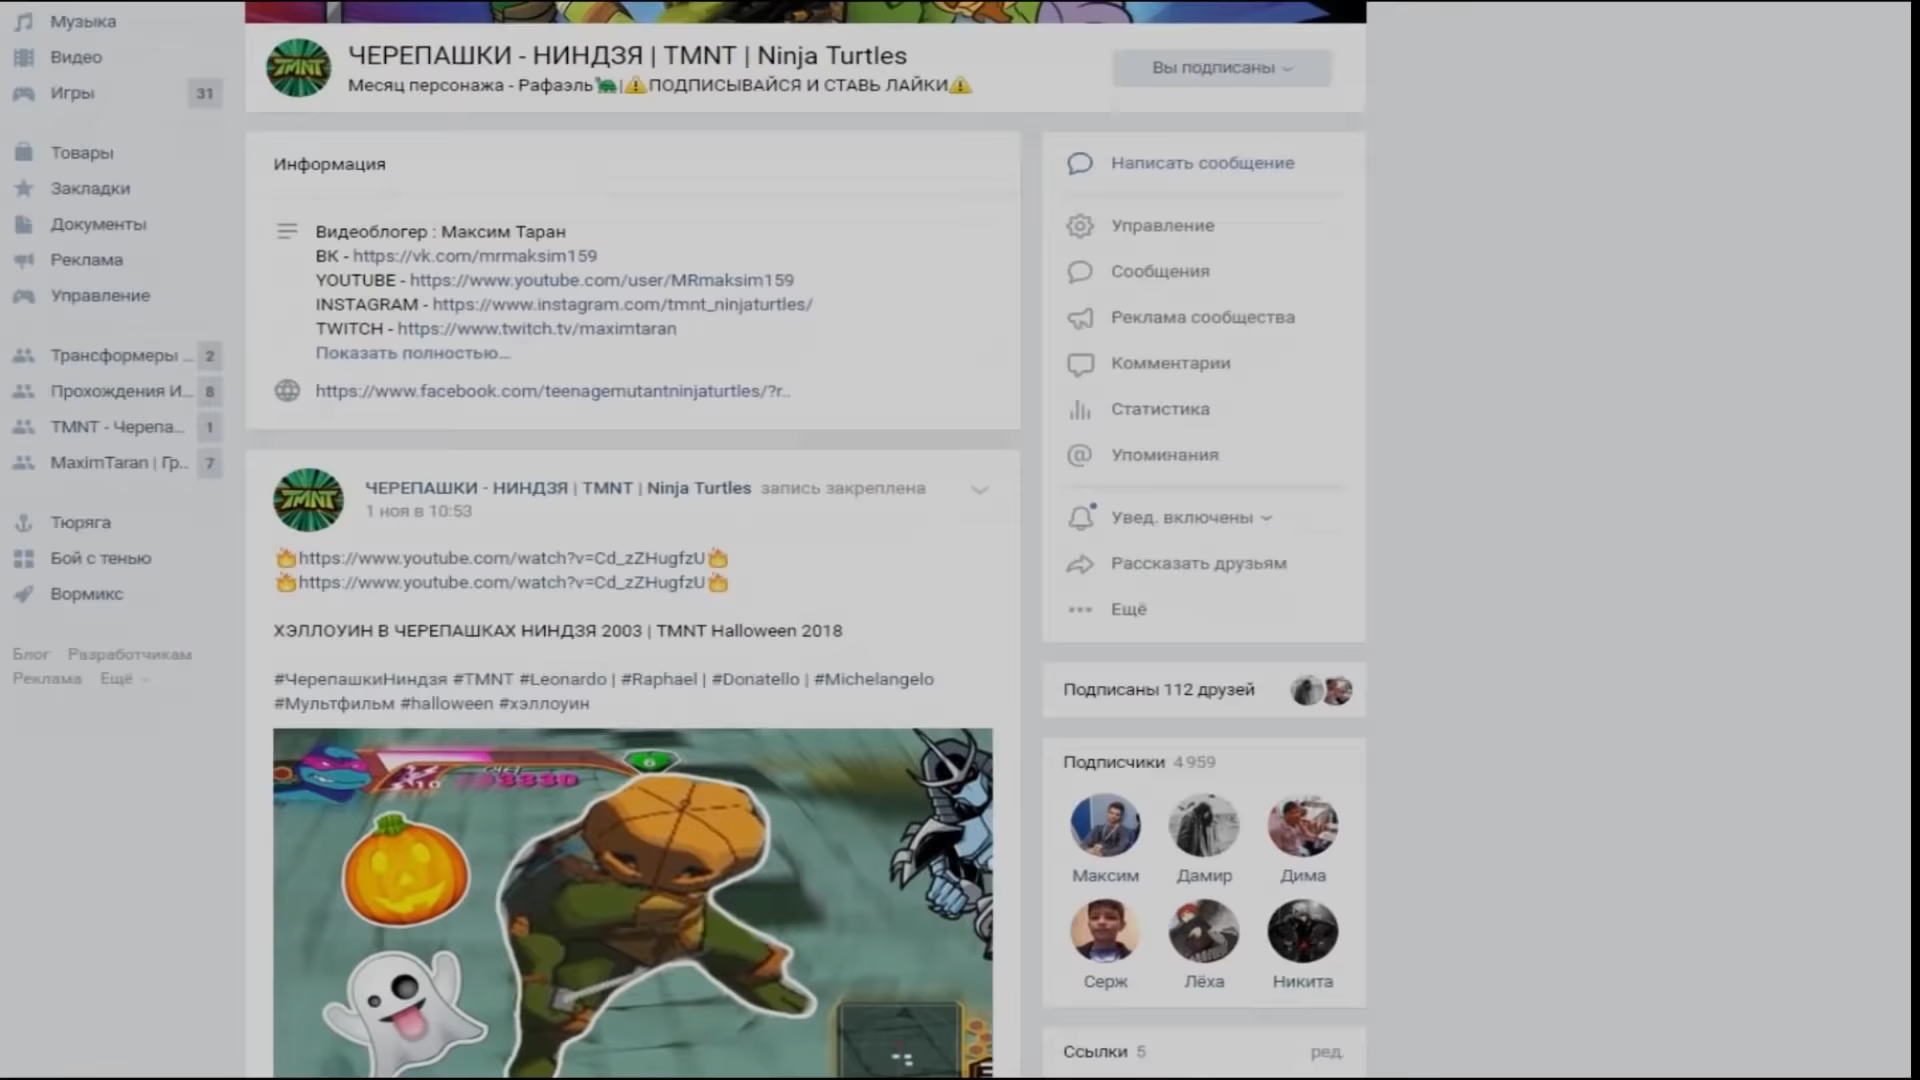 Музыка
Видео
Игры 31
Товары
Закладки
Документы
Реклама
Управление
Трансформеры ... 2
Прохождения И... 8
TMNT - Черепа... 1
MaximTaran | Гр.. 7
Тюряга
Бой с тенью
Вормикс
Блог Разработчикам
Реклама Ещё
TMNT
ЧЕРЕПАШКИ - НИНДЗЯ | TMNT | Ninja Turtles
Месяц персонажа - Рафаэль🐢|⚠ПОДПИСЫВАЙСЯ И СТАВЬ ЛАЙКИ⚠
Вы подписаны
Информация
Видеоблогер : Максим Таран
ВК - https://vk.com/mrmaksim159
YOUTUBE - https://www.youtube.com/user/MRmaksim159
INSTAGRAM - https://www.instagram.com/tmnt_ninjaturtles/
TWITCH - https://www.twitch.tv/maximtaran
Показать полностью...
https://www.facebook.com/teenagemutantninjaturtles/?r..
TMNT
ЧЕРЕПАШКИ - НИНДЗЯ | TMNT | Ninja Turtles запись закреплена
1 ноя в 10:53
🔥https://www.youtube.com/watch?v=Cd_zZHugfzU🔥
🔥https://www.youtube.com/watch?v=Cd_zZHugfzU🔥
ХЭЛЛОУИН В ЧЕРЕПАШКАХ НИНДЗЯ 2003 | TMNT Halloween 2018
#ЧерепашкиНиндзя #TMNT #Leonardo | #Raphael | #Donatello | #Michelangelo
#Мультфильм #halloween #хэллоуин
6
Написать сообщение
Управление
Сообщения
Реклама сообщества
Комментарии
Статистика
Упоминания
Увед. включены
Рассказать друзьям
Ещё
Подписаны 112 друзей
Подписчики 4 959
Максим Дамир Дима
Серж Лёха Никита
Ссылки 5 ред.